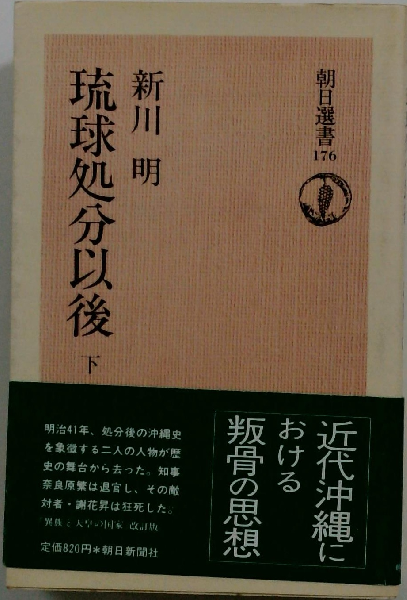 朝日選書
176
新川 明
琉球処分以後
下
近代沖縄に
おける
叛骨の思想
明治41年、処分後の沖縄史
を象徴する二人の人物が歴
史の舞台から去った。知事
奈良原繁は退官し、その敵
対者・謝花昇は狂死した。
『異族と天皇の国家』改訂版
定価820円*朝日新聞社